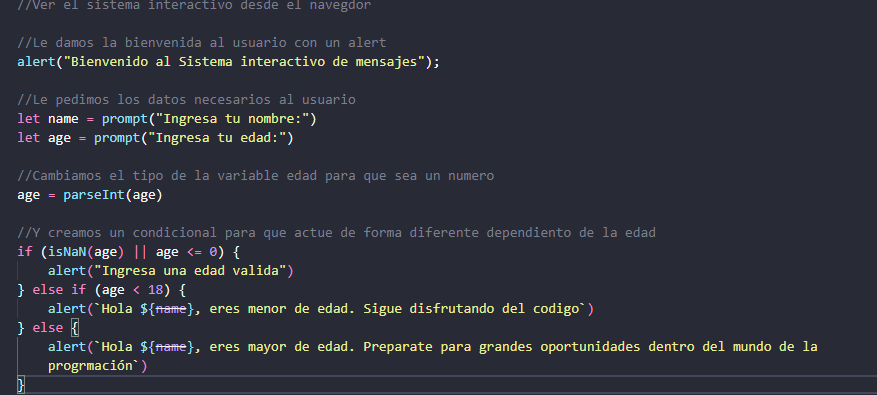 //Ver el sistema interactivo desde el navegdor
//Le damos la bienvenida al usuario con un alert
alert("Bienvenido al Sistema interactivo de mensajes");
//Le pedimos los datos necesarios al usuario
let name = prompt("Ingresa tu nombre:")
let age = prompt("Ingresa tu edad:")
//Cambiamos el tipo de la variable edad para que sea un numero
age = parseInt(age)
//Y creamos un condicional para que actue de forma diferente dependiento de la edad
if (isNaN(age) || age <= 0) {
alert("Ingresa una edad valida")
} else if (age < 18) {
alert(`Hola ${name}, eres menor de edad. Sigue disfrutando del codigo`)
} else {
alert(`Hola ${name}, eres mayor de edad. Preparate para grandes oportunidades dentro del mundo de la
progrmación`)
}